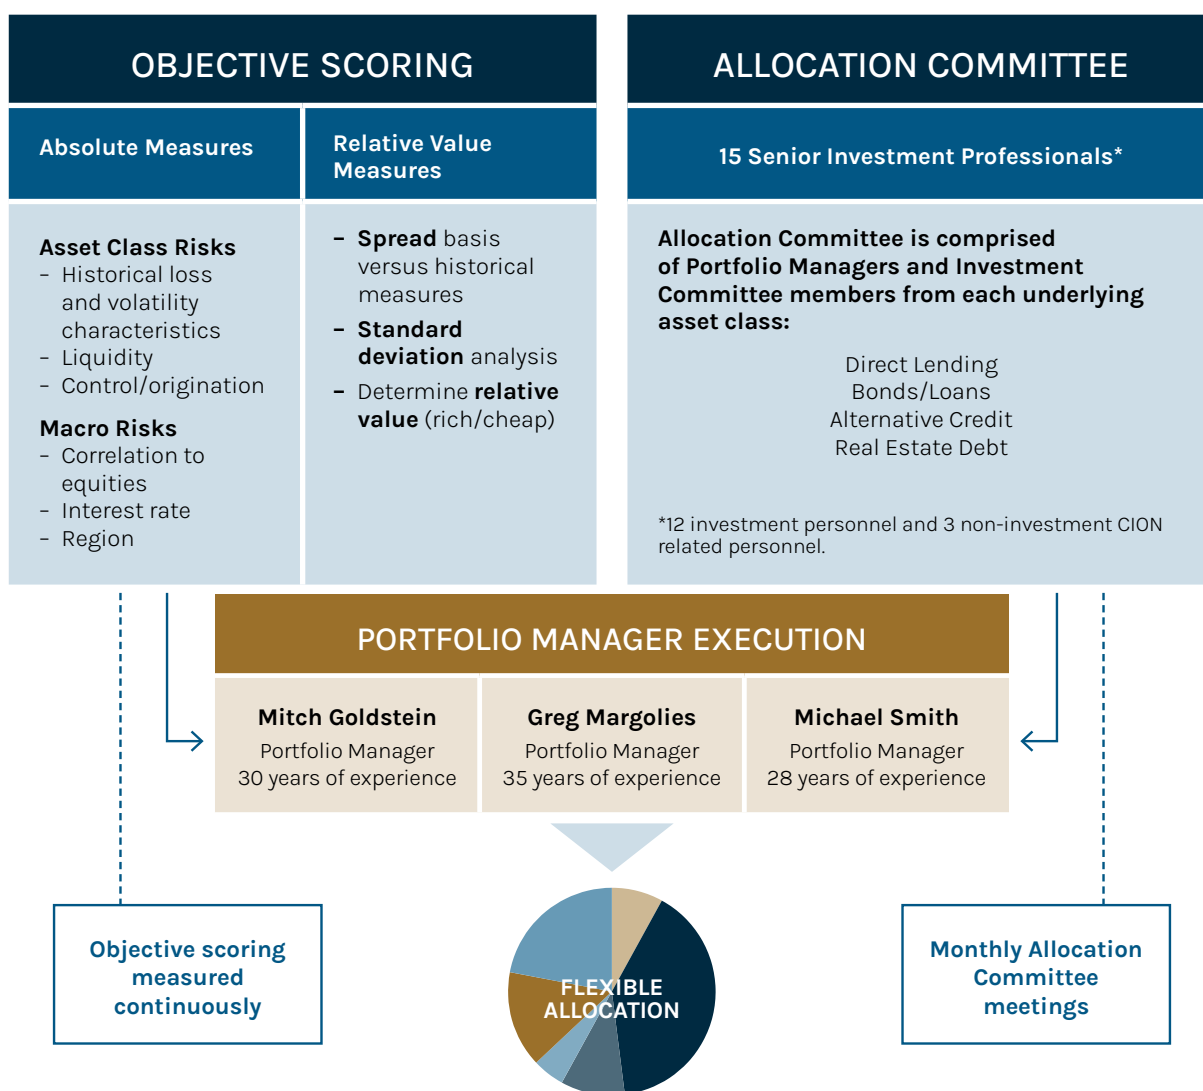 OBJECTIVE SCORING
Absolute Measures
Asset Class Risks
– Historical loss
and volatility
characteristics
– Liquidity
– Control/origination
Macro Risks
– Correlation to
equities
– Interest rate
– Region
Relative Value
Measures
– Spread basis
versus historical
measures
– Standard
deviation analysis
– Determine relative
value (rich/cheap)
ALLOCATION COMMITTEE
15 Senior Investment Professionals*
Allocation Committee is comprised
of Portfolio Managers and Investment
Committee members from each underlying
asset class:
Direct Lending
Bonds/Loans
Alternative Credit
Real Estate Debt
*12 investment personnel and 3 non-investment CION
related personnel.
PORTFOLIO MANAGER EXECUTION
Mitch Goldstein
Portfolio Manager
30 years of experience
Greg Margolies
Portfolio Manager
35 years of experience
Michael Smith
Portfolio Manager
28 years of experience
Objective scoring
measured
continuously
FLEXIBLE
ALLOCATION
Monthly Allocation
Committee
meetings